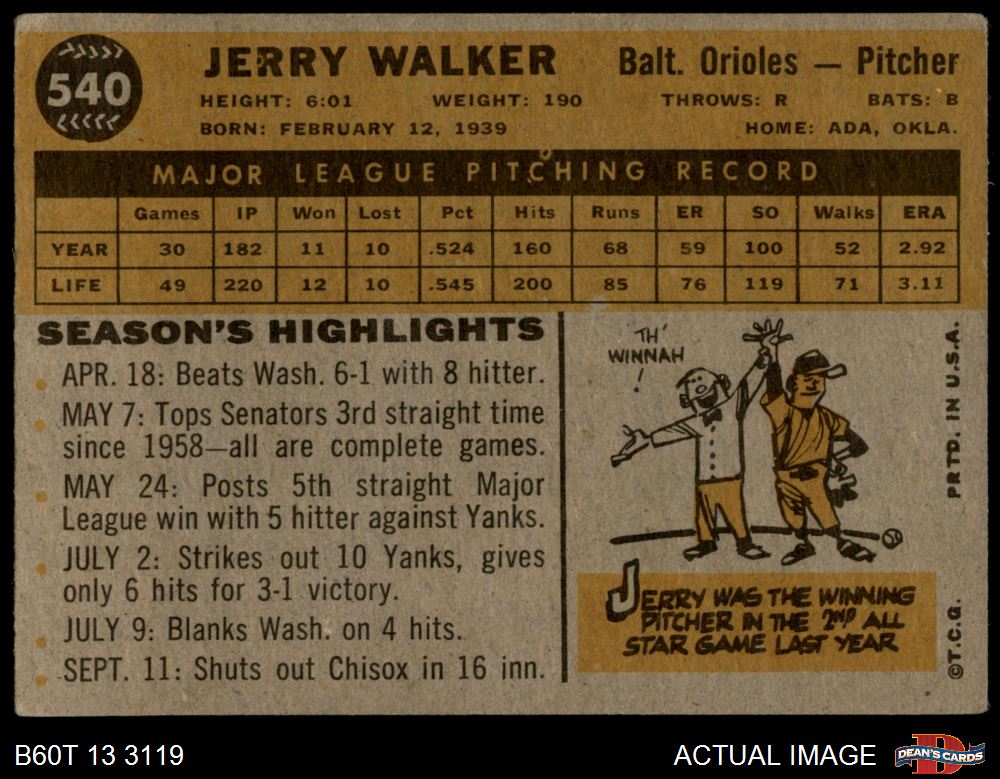 540
JERRY WALKER Balt. Orioles — Pitcher
HEIGHT: 6:01 WEIGHT: 190 THROWS: R BATS: B
BORN: FEBRUARY 12, 1939 HOME: ADA, OKLA.
MAJOR LEAGUE PITCHING RECORD
Games IP Won Lost Pct Hits Runs ER SO Walks ERA
YEAR 30 182 11 10 .524 160 68 59 100 52 2.92
LIFE 49 220 12 10 .545 200 85 76 119 71 3.11
SEASON'S HIGHLIGHTS
APR. 18: Beats Wash. 6-1 with 8 hitter.
MAY 7: Tops Senators 3rd straight time
since 1958—all are complete games.
MAY 24: Posts 5th straight Major
League win with 5 hitter against Yanks.
JULY 2: Strikes out 10 Yanks, gives
only 6 hits for 3-1 victory.
JULY 9: Blanks Wash. on 4 hits.
SEPT. 11: Shuts out Chisox in 16 inn.
TH'
WINNAH
!
JERRY WAS THE WINNING
PITCHER IN THE 2ND ALL
STAR GAME LAST YEAR
©T.C.G. PRTD. IN U.S.A.
B60T 13 3119 ACTUAL IMAGE
DEAN'S CARDS